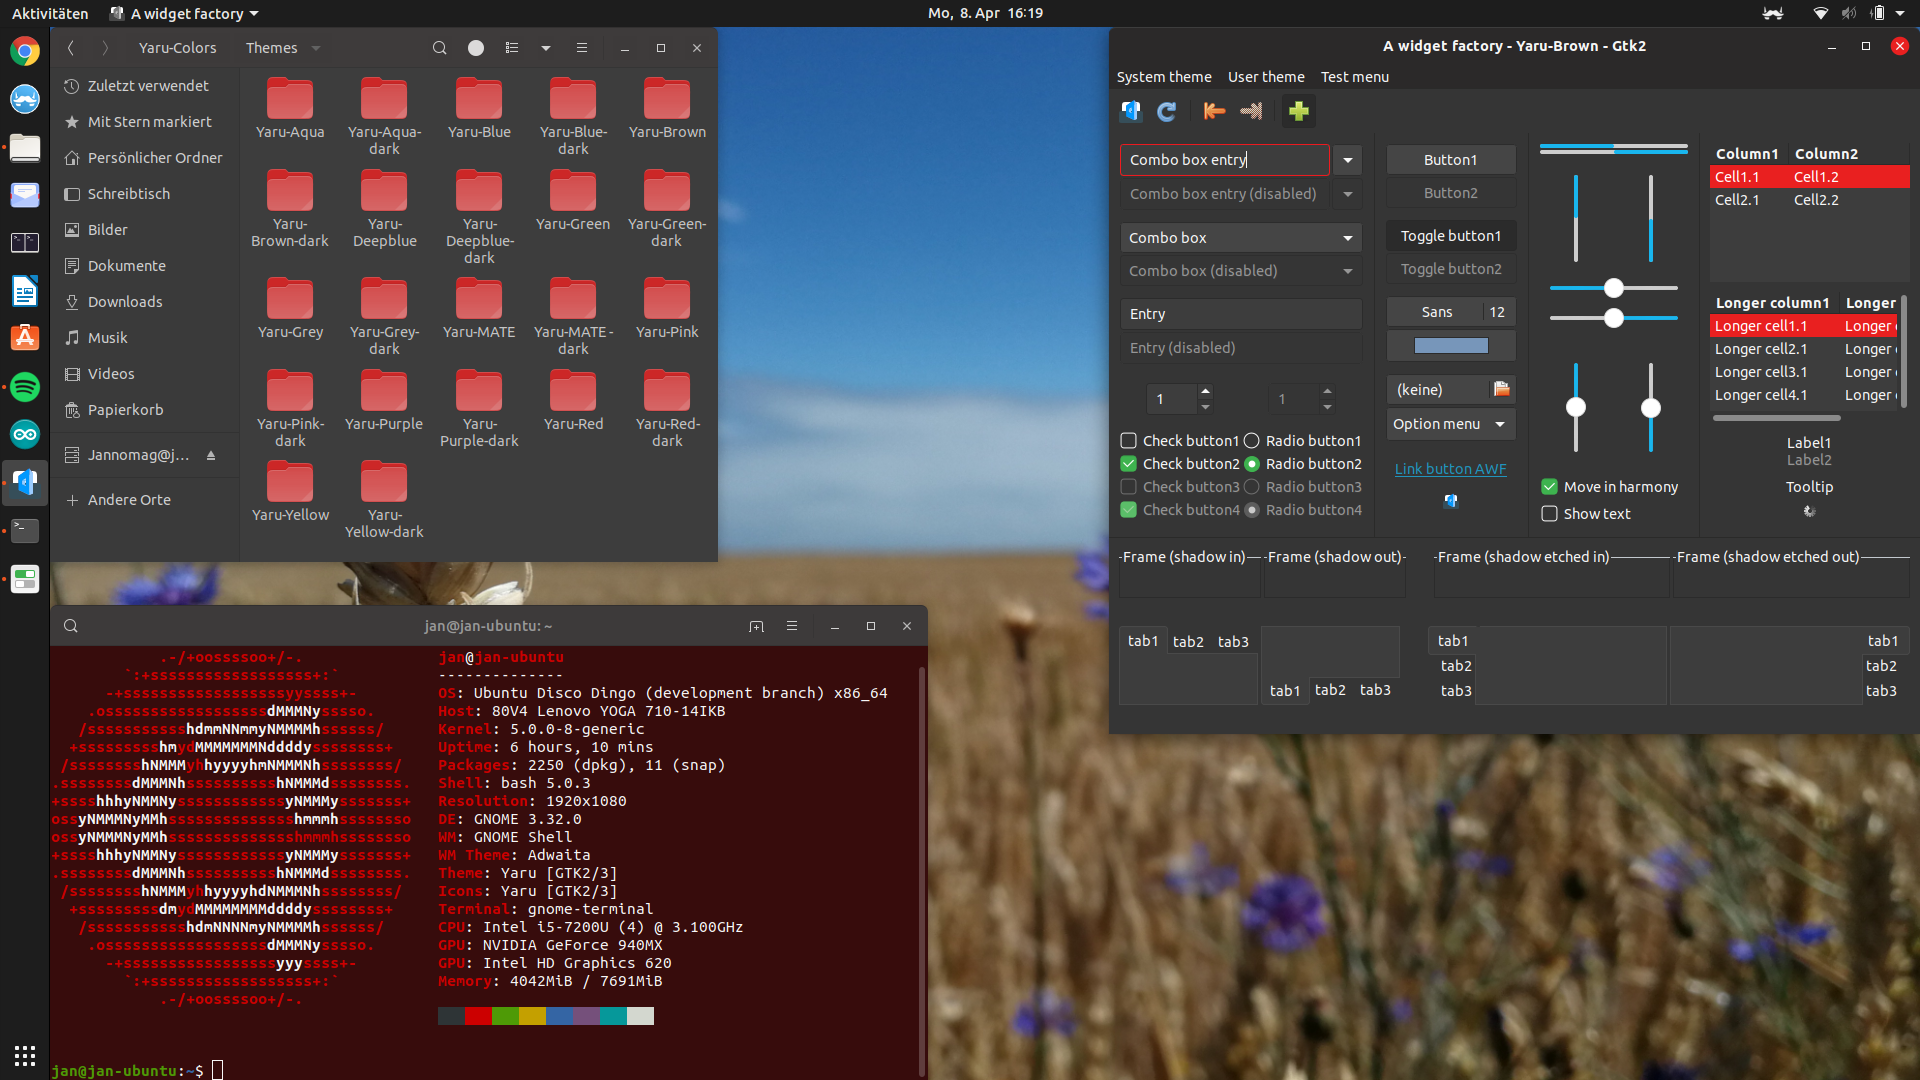 Aktivitäten
A widget factory
Mo, 8. Apr 16:19
Yaru-Colors
Themes
Zuletzt verwendet
Mit Stern markiert
Persönlicher Ordner
Schreibtisch
Bilder
Dokumente
Downloads
Musik
Videos
Papierkorb
Jannomag@j…
Andere Orte
Yaru-Aqua
Yaru-Aqua-
dark
Yaru-Blue
Yaru-Blue-
dark
Yaru-Brown
Yaru-
Brown-dark
Yaru-
Deepblue
Yaru-
Deepblue-
dark
Yaru-Green
Yaru-Green-
dark
Yaru-Grey
Yaru-Grey-
dark
Yaru-MATE
Yaru-MATE-
dark
Yaru-Pink
Yaru-Pink-
dark
Yaru-Purple
Yaru-
Purple-dark
Yaru-Red
Yaru-Red-
dark
Yaru-Yellow
Yaru-
Yellow-dark
A widget factory - Yaru-Brown - Gtk2
System theme User theme Test menu
Combo box entry
Combo box entry (disabled)
Combo box
Combo box (disabled)
Entry
Entry (disabled)
1
1
Check button1 Radio button1
Check button2 Radio button2
Check button3 Radio button3
Check button4 Radio button4
Button1
Button2
Toggle button1
Toggle button2
Sans 12
(keine)
Option menu
Link button AWF
Move in harmony
Show text
Column1 Column2
Cell1.1 Cell1.2
Cell2.1 Cell2.2
Longer column1 Longer
Longer cell1.1 Longer
Longer cell2.1 Longer
Longer cell3.1 Longer
Longer cell4.1 Longer
Label1
Label2
Tooltip
Frame (shadow in)
Frame (shadow out)
Frame (shadow etched in)
Frame (shadow etched out)
tab1 tab2 tab3
tab1 tab2 tab3
tab1
tab2
tab3
tab1
tab2
tab3
jan@jan-ubuntu: ~
jan@jan-ubuntu
--------------
OS: Ubuntu Disco Dingo (development branch) x86_64
Host: 80V4 Lenovo YOGA 710-14IKB
Kernel: 5.0.0-8-generic
Uptime: 6 hours, 10 mins
Packages: 2250 (dpkg), 11 (snap)
Shell: bash 5.0.3
Resolution: 1920x1080
DE: GNOME 3.32.0
WM: GNOME Shell
WM Theme: Adwaita
Theme: Yaru [GTK2/3]
Icons: Yaru [GTK2/3]
Terminal: gnome-terminal
CPU: Intel i5-7200U (4) @ 3.100GHz
GPU: NVIDIA GeForce 940MX
GPU: Intel HD Graphics 620
Memory: 4042MiB / 7691MiB
jan@jan-ubuntu:~$